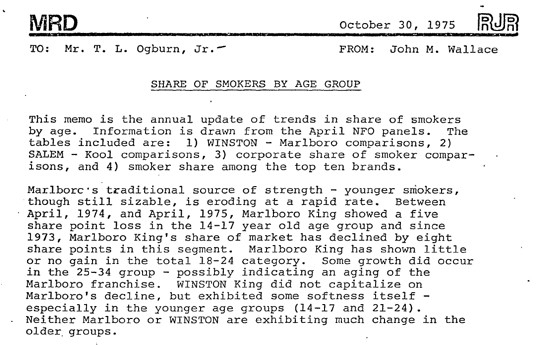 MRD October 30, 1975 RJR
TO: Mr. T. L. Ogburn, Jr. FROM: John M. Wallace
SHARE OF SMOKERS BY AGE GROUP
This memo is the annual update of trends in share of smokers
by age. Information is drawn from the April NFO panels. The
tables included are: 1) WINSTON - Marlboro comparisons, 2)
SALEM - Kool comparisons, 3) corporate share of smoker compar-
isons, and 4) smoker share among the top ten brands.
Marlboro's traditional source of strength - younger smokers,
though still sizable, is eroding at a rapid rate. Between
April, 1974, and April, 1975, Marlboro King showed a five
share point loss in the 14-17 year old age group and since
1973, Marlboro King's share of market has declined by eight
share points in this segment. Marlboro King has shown little
or no gain in the total 18-24 category. Some growth did occur
in the 25-34 group - possibly indicating an aging of the
Marlboro franchise. WINSTON King did not capitalize on
Marlboro's decline, but exhibited some softness itself -
especially in the younger age groups (14-17 and 21-24).
Neither Marlboro or WINSTON are exhibiting much change in the
older groups.